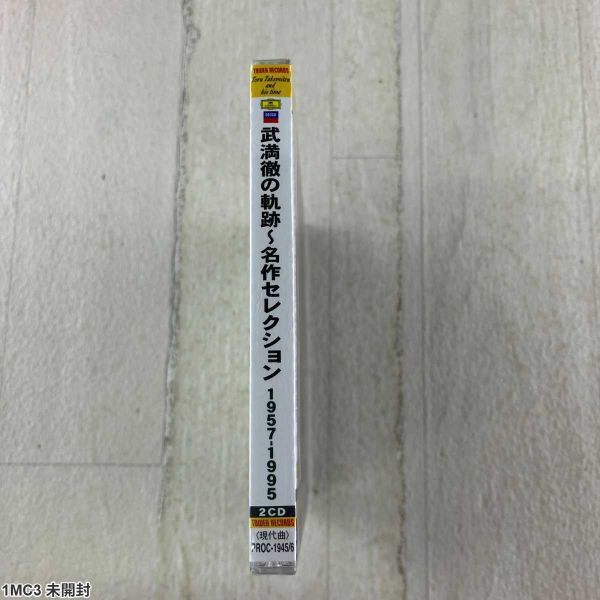 TOWER RECORDS
Toru Takemitsu
and
his time
DECCA
武満徹の軌跡〜名作セレクション 1957-1995
2CD
TOWER RECORDS
〈現代曲〉
PROC-1945/6
1MC3 未開封